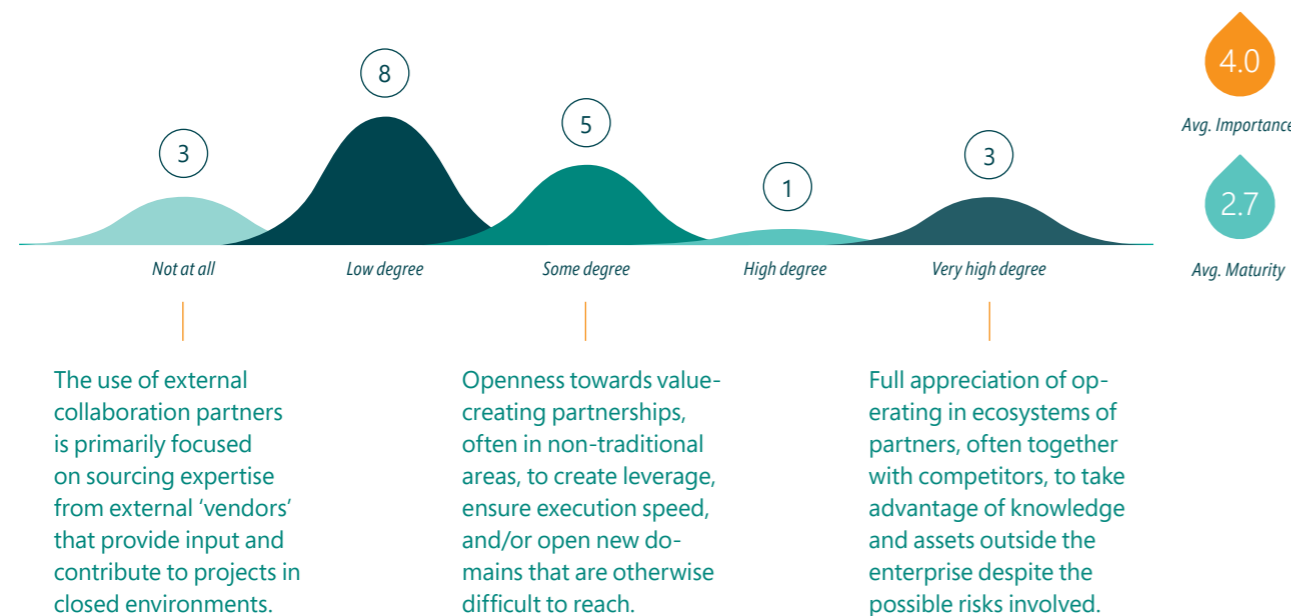 3
8
5
1
3
Not at all
Low degree
Some degree
High degree
Very high degree
4.0
Avg. Importance
2.7
Avg. Maturity
The use of external
collaboration partners
is primarily focused
on sourcing expertise
from external ‘vendors’
that provide input and
contribute to projects in
closed environments.
Openness towards value-
creating partnerships,
often in non-traditional
areas, to create leverage,
ensure execution speed,
and/or open new do-
mains that are otherwise
difficult to reach.
Full appreciation of op-
erating in ecosystems of
partners, often together
with competitors, to take
advantage of knowledge
and assets outside the
enterprise despite the
possible risks involved.